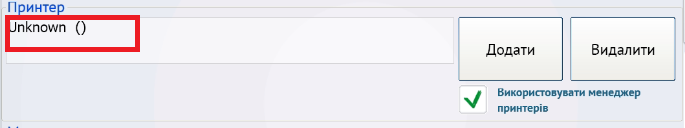 Принтер
Unknown ()
Додати
Видалити
Використовувати менеджер
принтерів